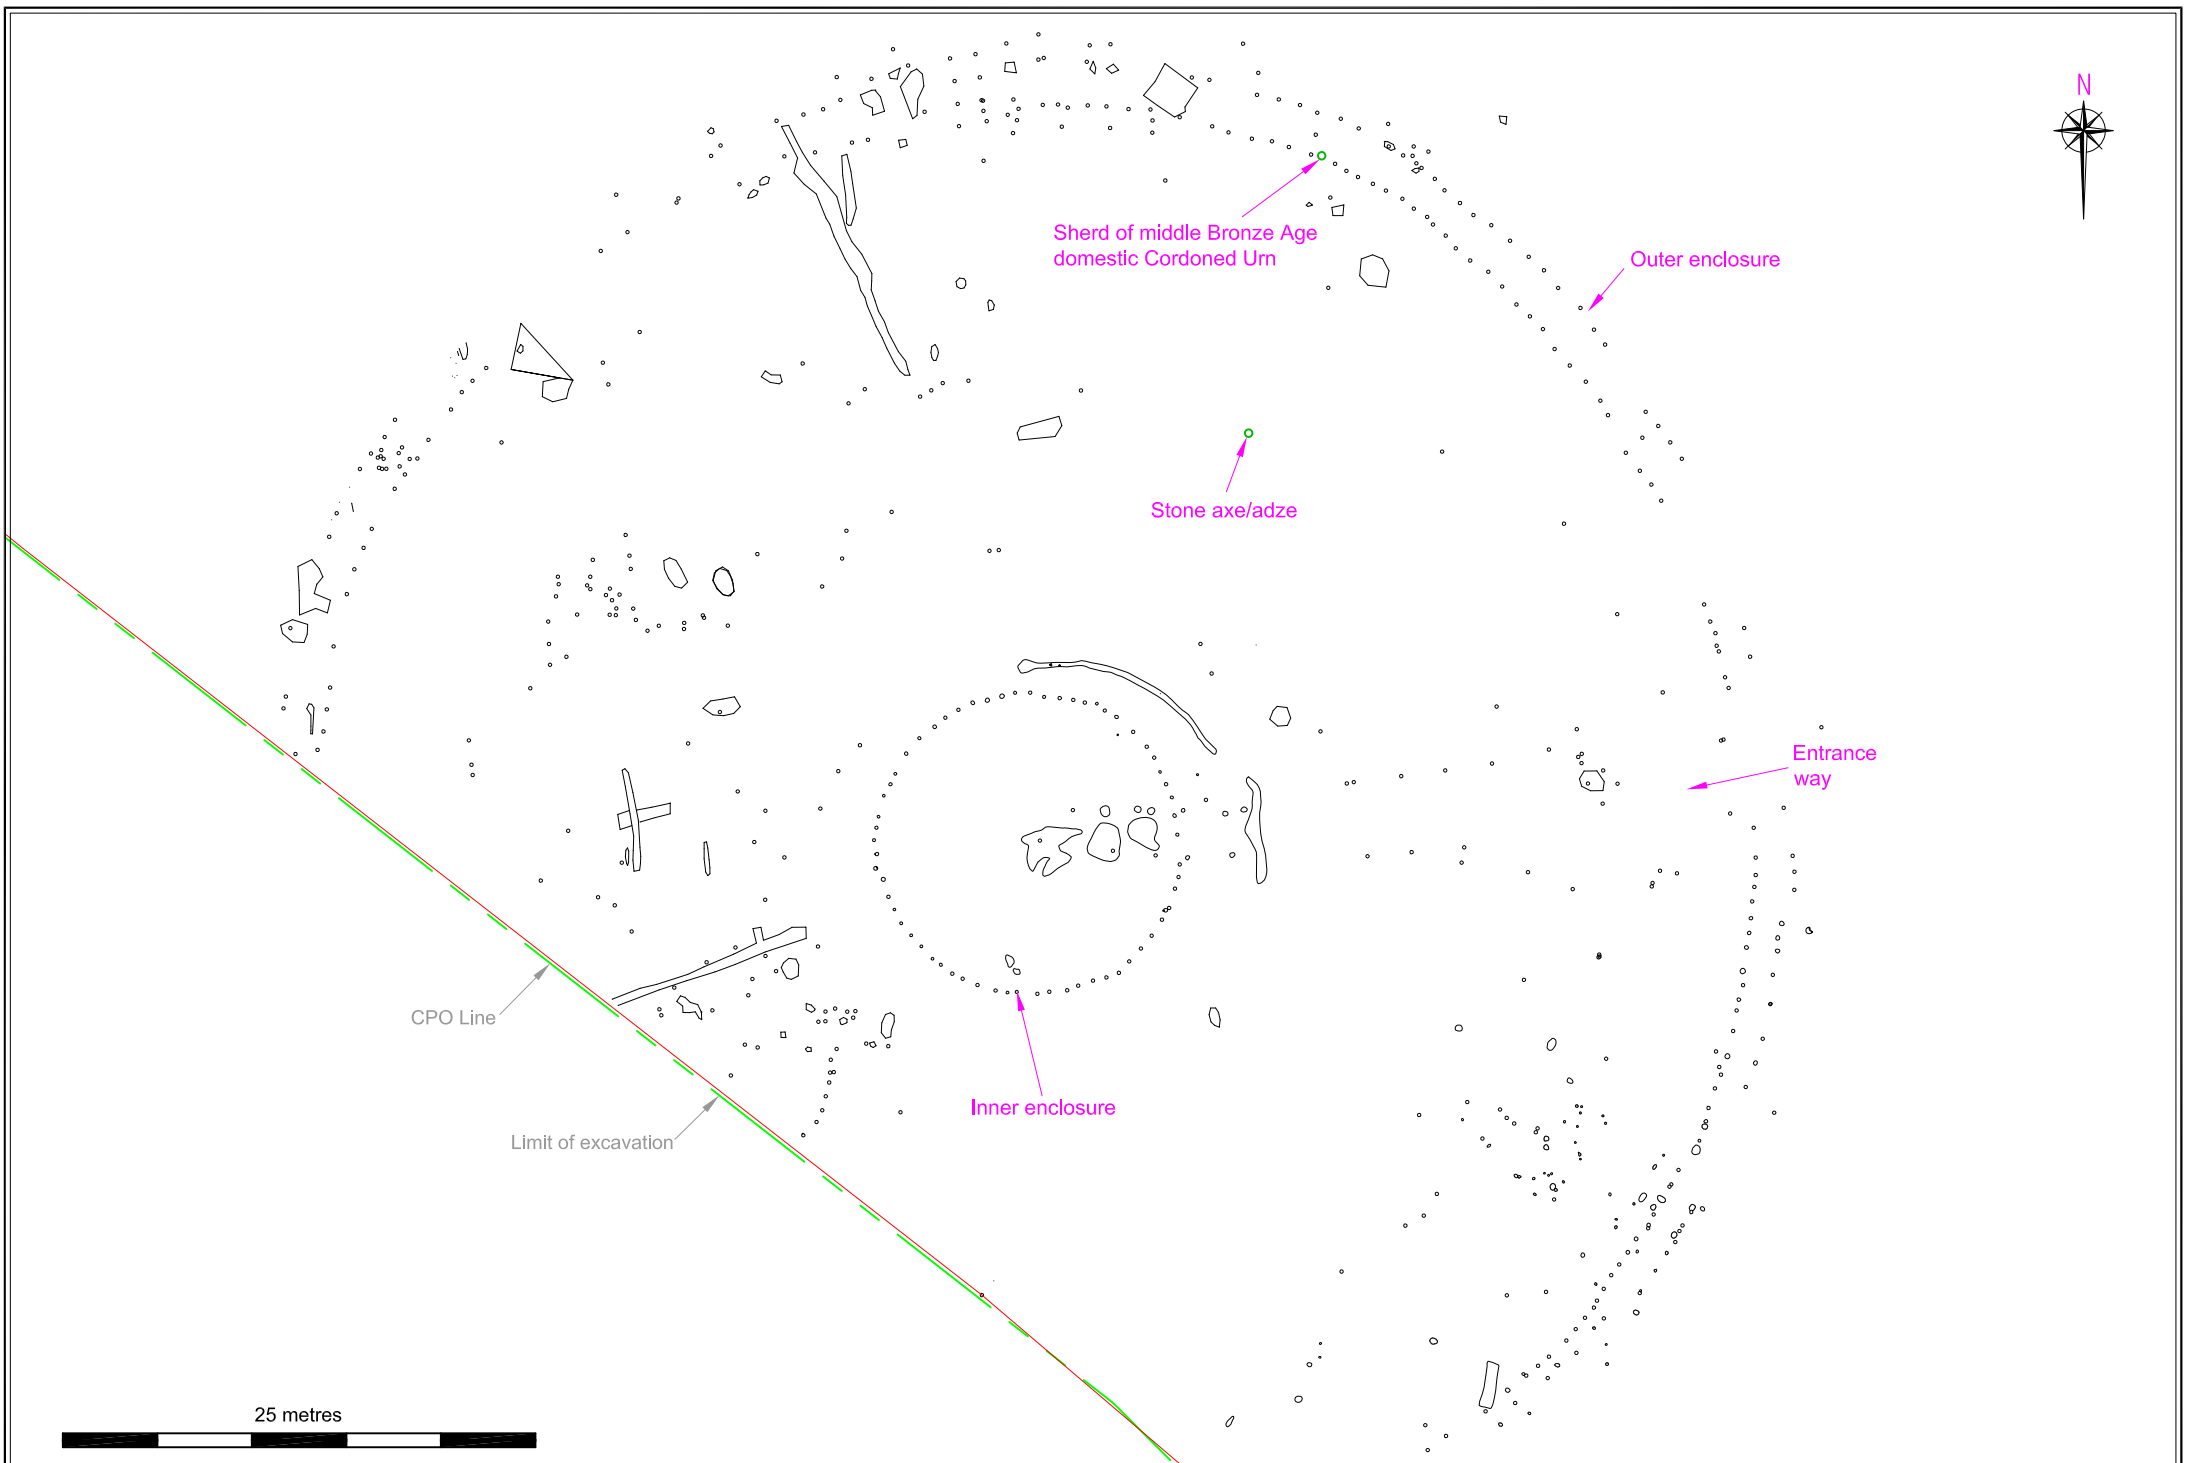 N
Sherd of middle Bronze Age
domestic Cordoned Urn
Outer enclosure
Stone axe/adze
Entrance
way
CPO Line
Inner enclosure
Limit of excavation
25 metres